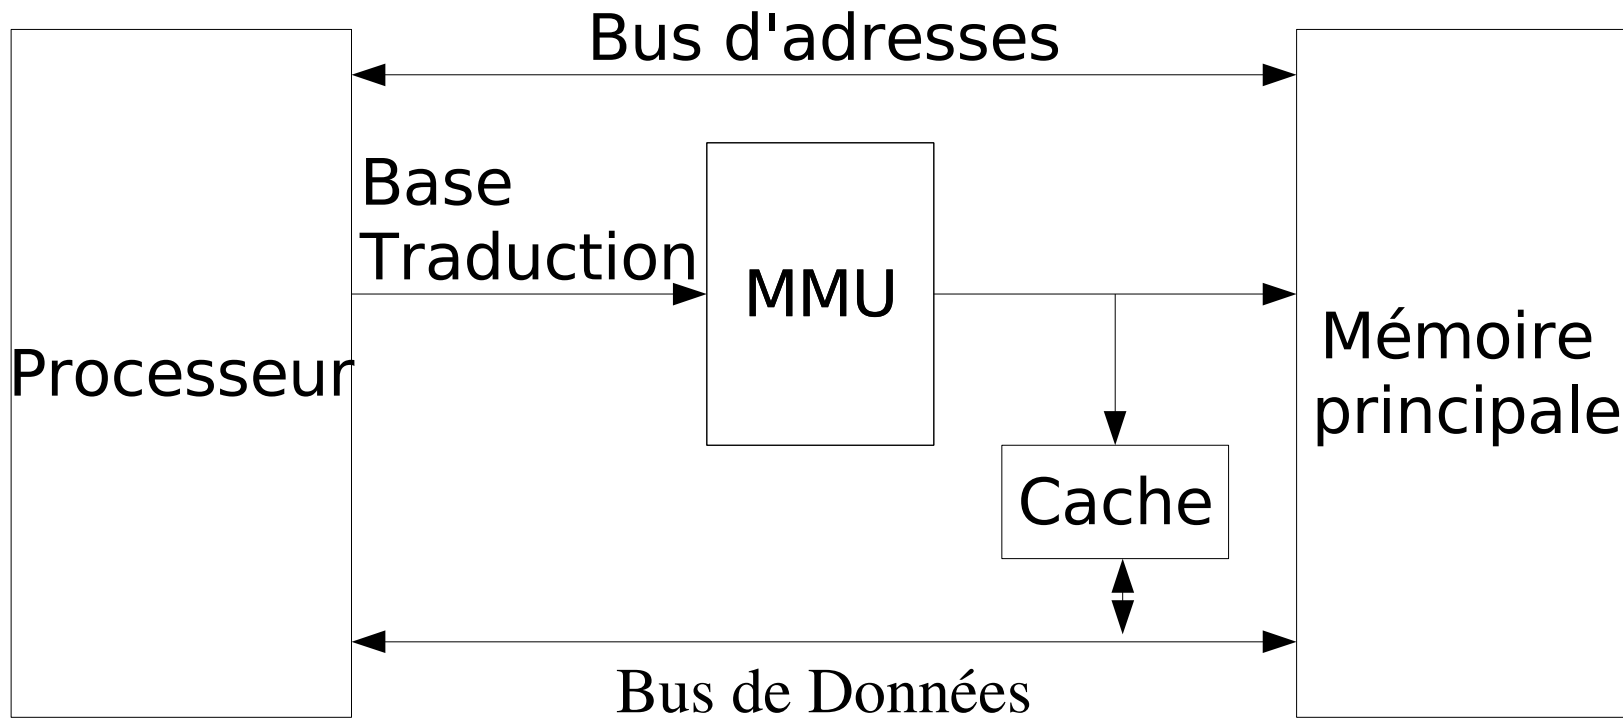 Bus d'adresses
Base
Traduction
MMU
Processeur
Mémoire
principale
Cache
Bus de Données